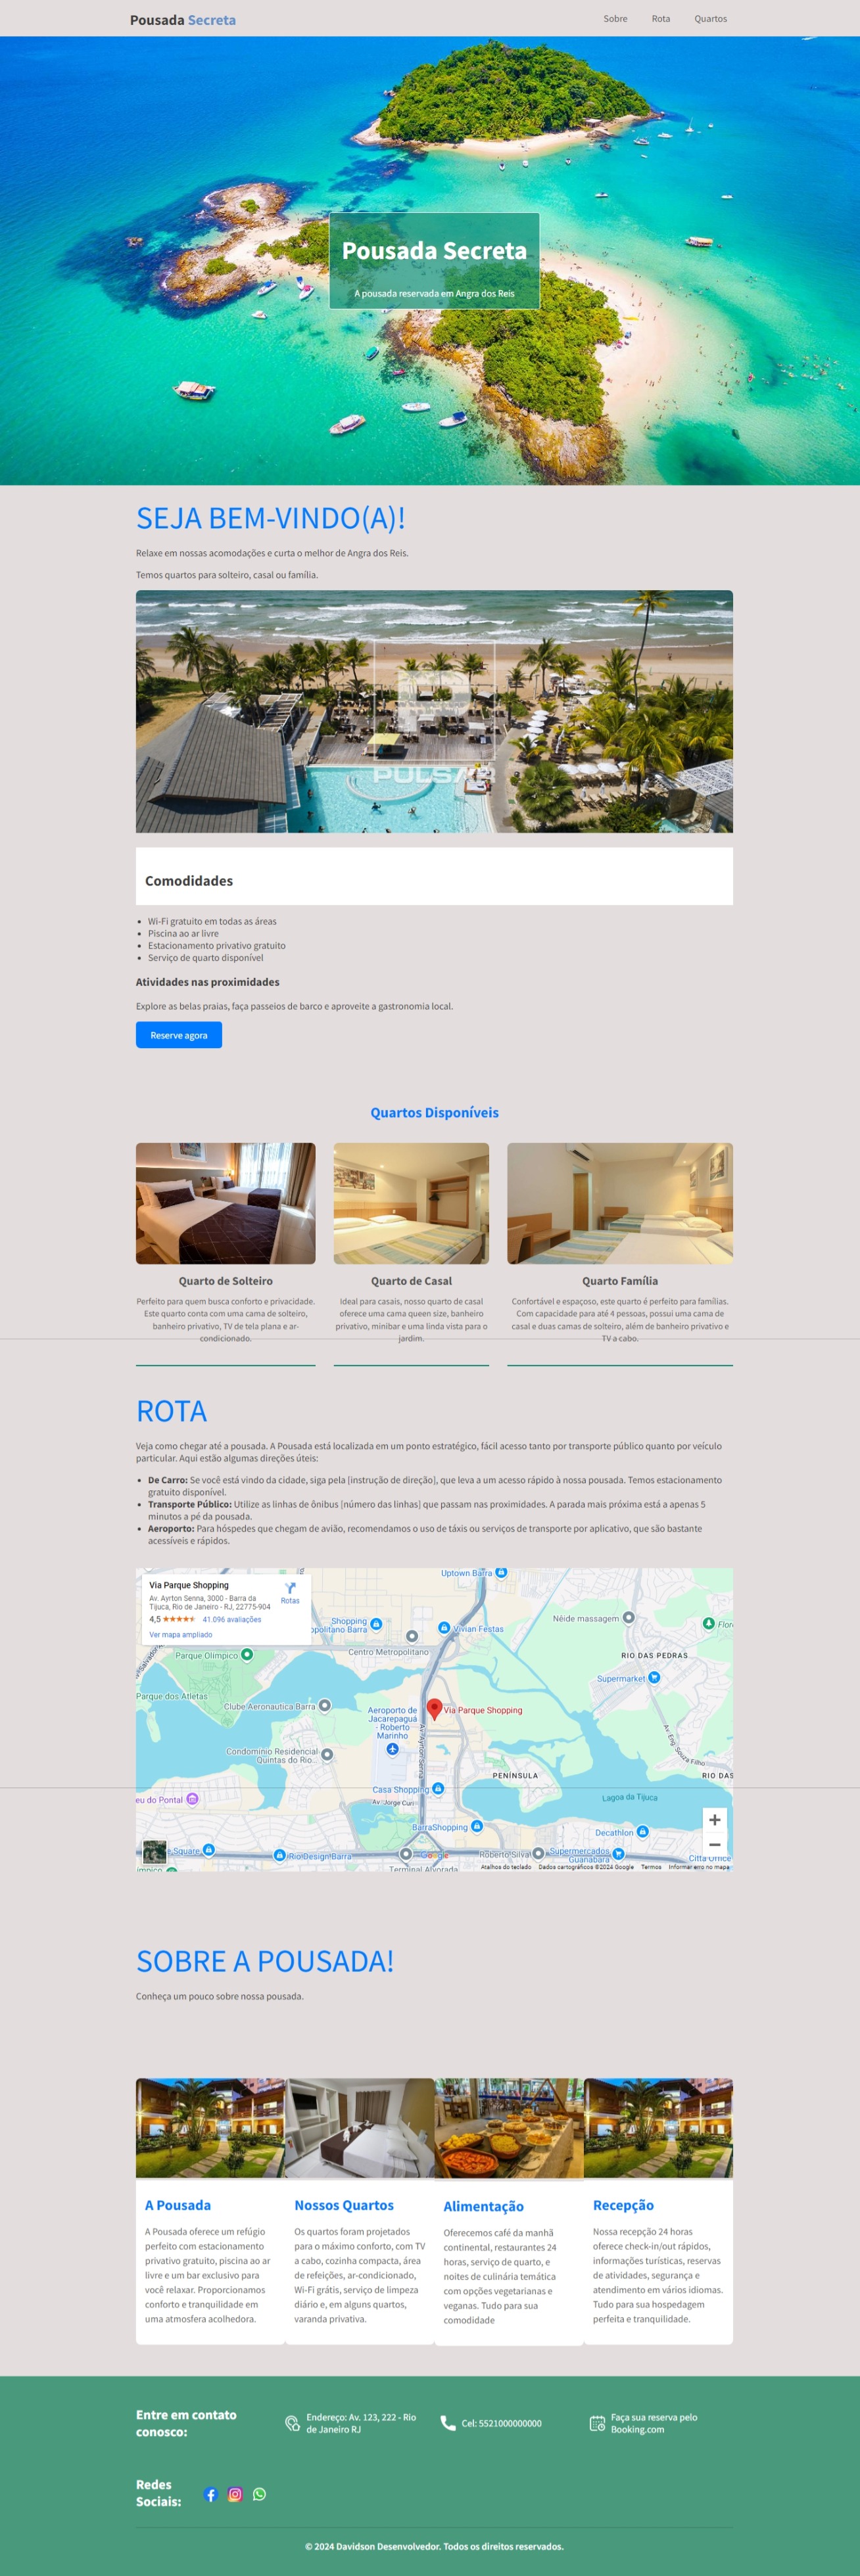 Pousada Secreta
Sobre Rota Quartos
Pousada Secreta
A pousada reservada em Angra dos Reis
SEJA BEM-VINDO(A)!
Relaxe em nossas acomodações e curta o melhor de Angra dos Reis.
Temos quartos para solteiro, casal ou família.
PULSAR
Comodidades
Wi-Fi gratuito em todas as áreas
Piscina ao ar livre
Estacionamento privativo gratuito
Serviço de quarto disponível
Atividades nas proximidades
Explore as belas praias, faça passeios de barco e aproveite a gastronomia local.
Reserve agora
Quartos Disponíveis
Quarto de Solteiro
Perfeito para quem busca conforto e privacidade.
Este quarto conta com uma cama de solteiro,
banheiro privativo, TV de tela plana e ar-
condicionado.
Quarto de Casal
Ideal para casais, nosso quarto de casal
oferece uma cama queen size, banheiro
privativo, minibar e uma linda vista para o
jardim.
Quarto Família
Confortável e espaçoso, este quarto é perfeito para famílias.
Com capacidade para até 4 pessoas, possui uma cama de
casal e duas camas de solteiro, além de banheiro privativo e
TV a cabo.
ROTA
Veja como chegar até a pousada. A Pousada está localizada em um ponto estratégico, fácil acesso tanto por transporte público quanto por veículo
particular. Aqui estão algumas direções úteis:
De Carro: Se você está vindo da cidade, siga pela [instrução de direção], que leva a um acesso rápido à nossa pousada. Temos estacionamento
gratuito disponível.
Transporte Público: Utilize as linhas de ônibus [número das linhas] que passam nas proximidades. A parada mais próxima está a apenas 5
minutos a pé da pousada.
Aeroporto: Para hóspedes que chegam de avião, recomendamos o uso de táxis ou serviços de transporte por aplicativo, que são bastante
acessíveis e rápidos.
Via Parque Shopping
Av. Ayrton Senna, 3000 - Barra da
Tijuca, Rio de Janeiro - RJ, 22775-904
4,5 41.096 avaliações
Ver mapa ampliado
Rotas
Uptown Barra
Shopping
opolitano Barra
Vivian Festas
Centro Metropolitano
Néide massagem
Flor
Parque Olímpico
RIO DAS PEDRAS
Supermarket
Parque dos Atletas
Clube Aeronautica Barra
Aeroporto de
Jacarepaguá
- Roberto
Marinho
Via Parque Shopping
Av. Ayrton Senna
Av. Eng. Souza Filho
Condominio Residencial
Quintas do Rio
PENÍNSULA
RIO DAS
Casa Shopping
eu do Pontal
Av. Jorge Curi
Lagoa da Tijuca
BarraShopping
Decathlon
e Square
Rio Design Barra
Google
Roberto Silva
Supermercados
Guanabara
Citta Office
Terminal Alvorada
ímpico
Atalhos do teclado Dados cartográficos ©2024 Google Termos Informar erro no mapa
SOBRE A POUSADA!
Conheça um pouco sobre nossa pousada.
A Pousada
A Pousada oferece um refúgio
perfeito com estacionamento
privativo gratuito, piscina ao ar
livre e um bar exclusivo para
você relaxar. Proporcionamos
conforto e tranquilidade em
uma atmosfera acolhedora.
Nossos Quartos
Os quartos foram projetados
para o máximo conforto, com TV
a cabo, cozinha compacta, área
de refeições, ar-condicionado,
Wi-Fi grátis, serviço de limpeza
diário e, em alguns quartos,
varanda privativa.
Alimentação
Oferecemos café da manhã
continental, restaurantes 24
horas, serviço de quarto, e
noites de culinária temática
com opções vegetarianas e
veganas. Tudo para sua
comodidade
Recepção
Nossa recepção 24 horas
oferece check-in/out rápidos,
informações turísticas, reservas
de atividades, segurança e
atendimento em vários idiomas.
Tudo para sua hospedagem
perfeita e tranquilidade.
Entre em contato
conosco:
Endereço: Av. 123, 222 - Rio
de Janeiro RJ
Cel: 5521000000000
Faça sua reserva pelo
Booking.com
Redes
Sociais:
© 2024 Davidson Desenvolvedor. Todos os direitos reservados.